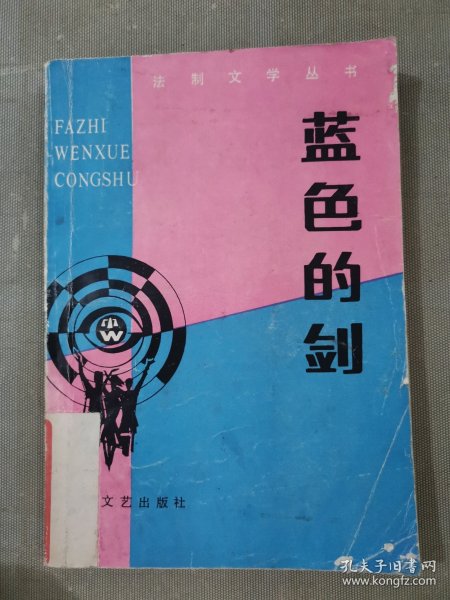 法制文学丛书
FAZHI
WENXUE
CONGSHU
蓝色的剑
W
文艺出版社
孔夫子旧书网
www.kongfz.com